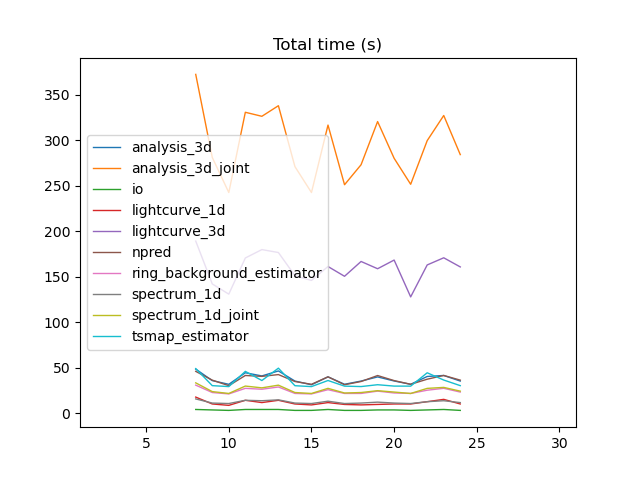 Total time (s)
350
300
250
200
150
100
50
0
analysis_3d
analysis_3d_joint
io
lightcurve_1d
lightcurve_3d
npred
ring_background_estimator
spectrum_1d
spectrum_1d_joint
tsmap_estimator
5 10 15 20 25 30